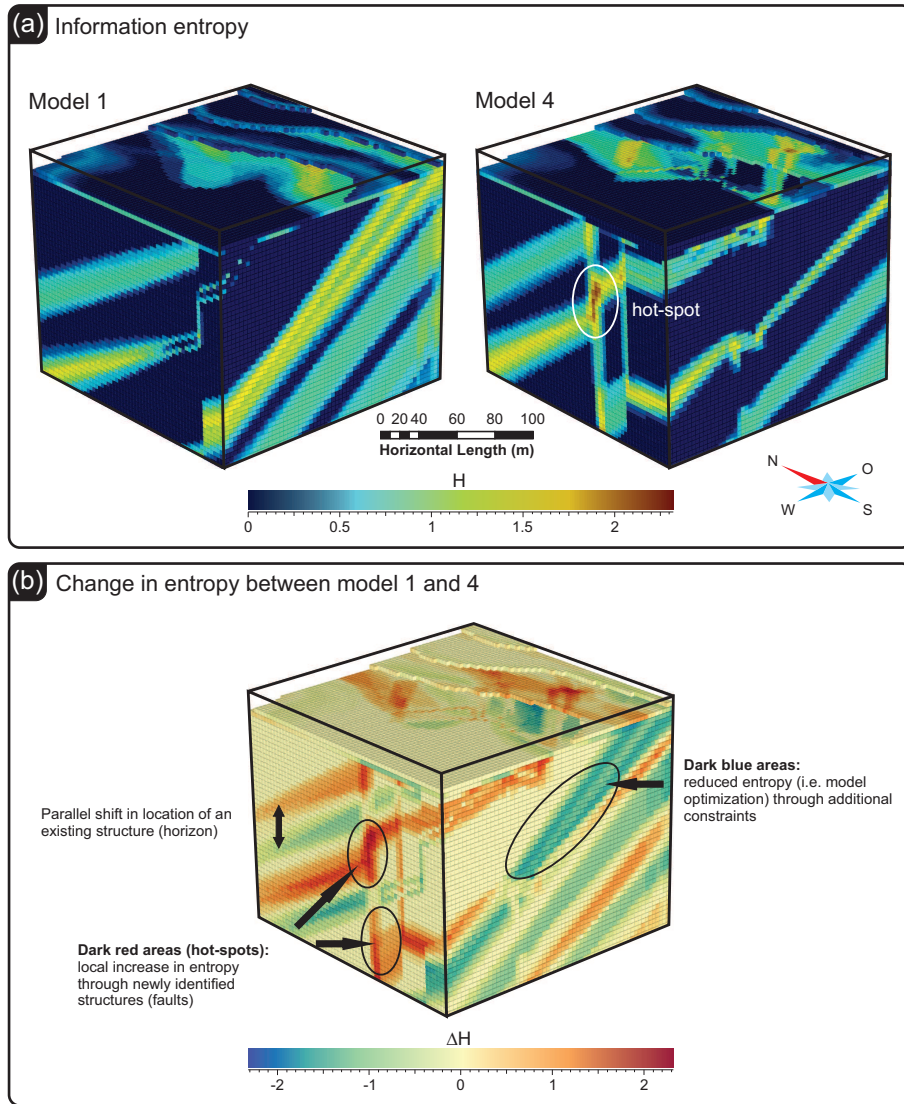 (a) Information entropy
Model 1
Model 4
hot-spot
0 20 40 60 80 100
Horizontal Length (m)
H
0 0.5 1 1.5 2
N
O
W
S
(b) Change in entropy between model 1 and 4
Parallel shift in location of an
existing structure (horizon)
Dark blue areas:
reduced entropy (i.e. model
optimization) through additional
constraints
Dark red areas (hot-spots):
local increase in entropy
through newly identified
structures (faults)
ΔH
-2 -1 0 1 2